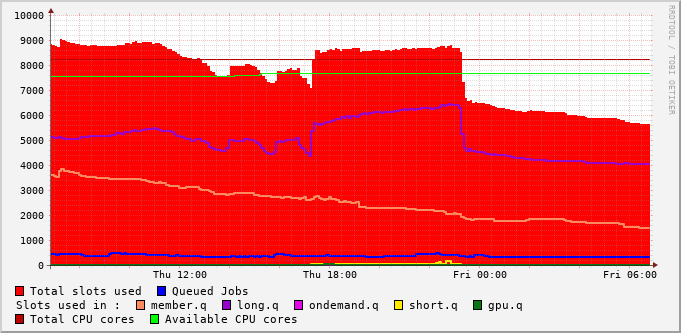 10000
9000
8000
7000
6000
5000
4000
3000
2000
1000
0
Thu 12:00 Thu 18:00 Fri 00:00 Fri 06:00
RRDTOOL / TOBI OETIKER
Total slots used Queued Jobs
Slots used in : member.q long.q ondemand.q short.q gpu.q
Total CPU cores Available CPU cores